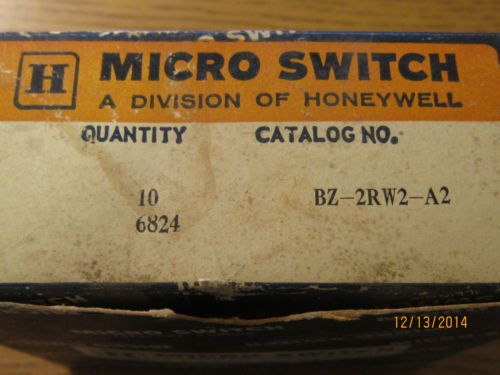 H MICRO SWITCH
A DIVISION OF HONEYWELL
QUANTITY CATALOG NO.
10 BZ-2RW2-A2
6824
12/13/2014